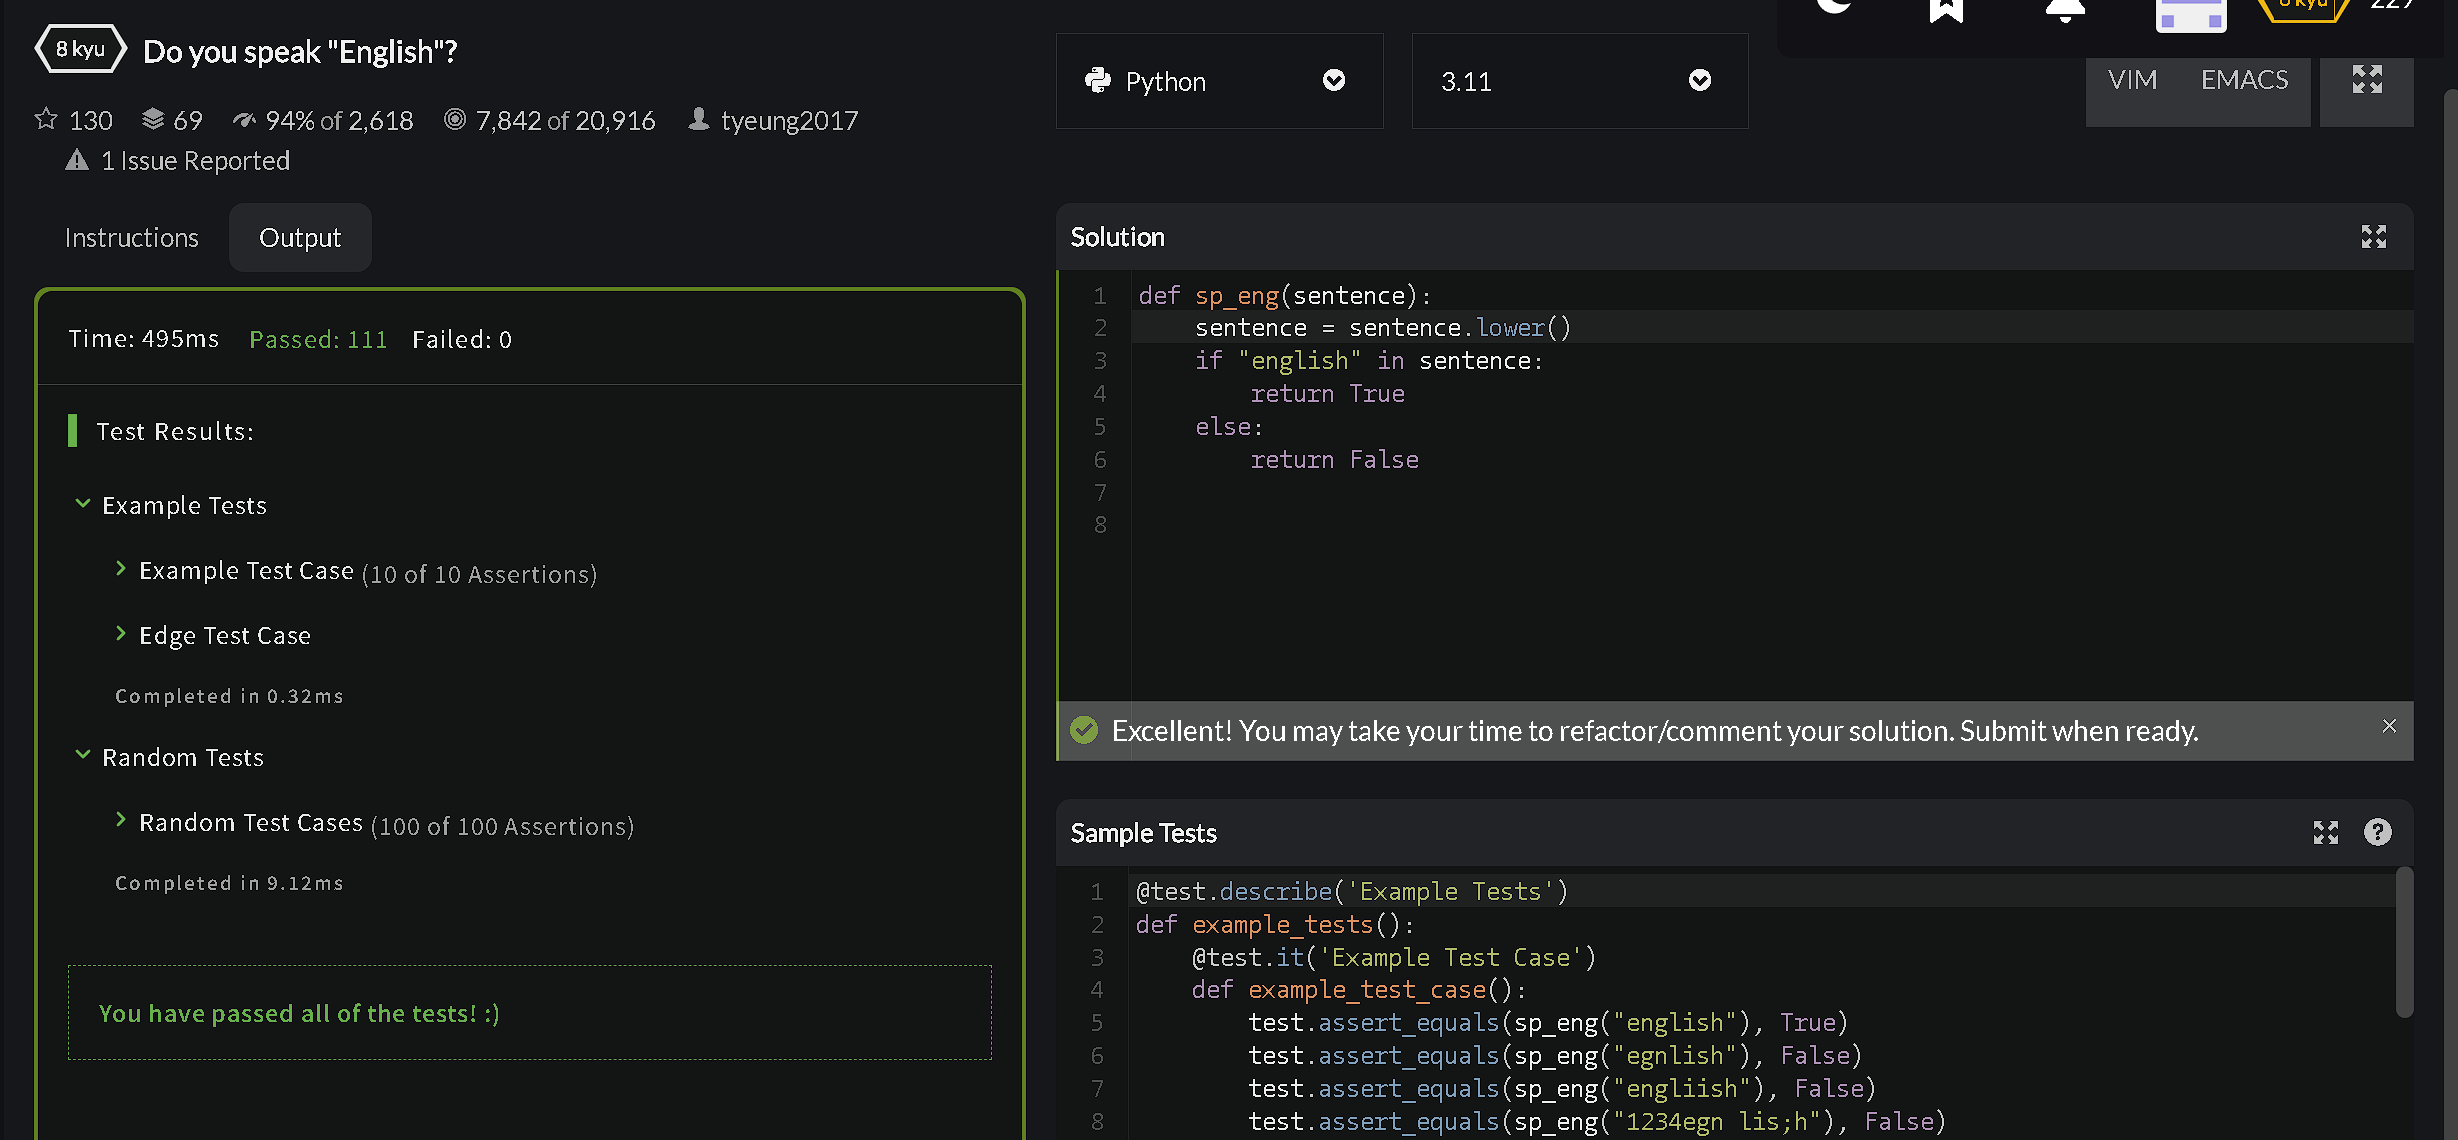 8 kyu Do you speak "English"?
130 69 94% of 2,618 7,842 of 20,916 tyeung2017
1 Issue Reported
Instructions Output
Time: 495ms Passed: 111 Failed: 0
Test Results:
Example Tests
Example Test Case (10 of 10 Assertions)
Edge Test Case
Completed in 0.32ms
Random Tests
Random Test Cases (100 of 100 Assertions)
Completed in 9.12ms
You have passed all of the tests! :)
Python 3.11
VIM EMACS
Solution
1 def sp_eng(sentence):
2 sentence = sentence.lower()
3 if "english" in sentence:
4 return True
5 else:
6 return False
7
8
Excellent! You may take your time to refactor/comment your solution. Submit when ready.
Sample Tests
1 @test.describe('Example Tests')
2 def example_tests():
3 @test.it('Example Test Case')
4 def example_test_case():
5 test.assert_equals(sp_eng("english"), True)
6 test.assert_equals(sp_eng("egnlish"), False)
7 test.assert_equals(sp_eng("engliish"), False)
8 test.assert_equals(sp_eng("1234egn lis;h"), False)